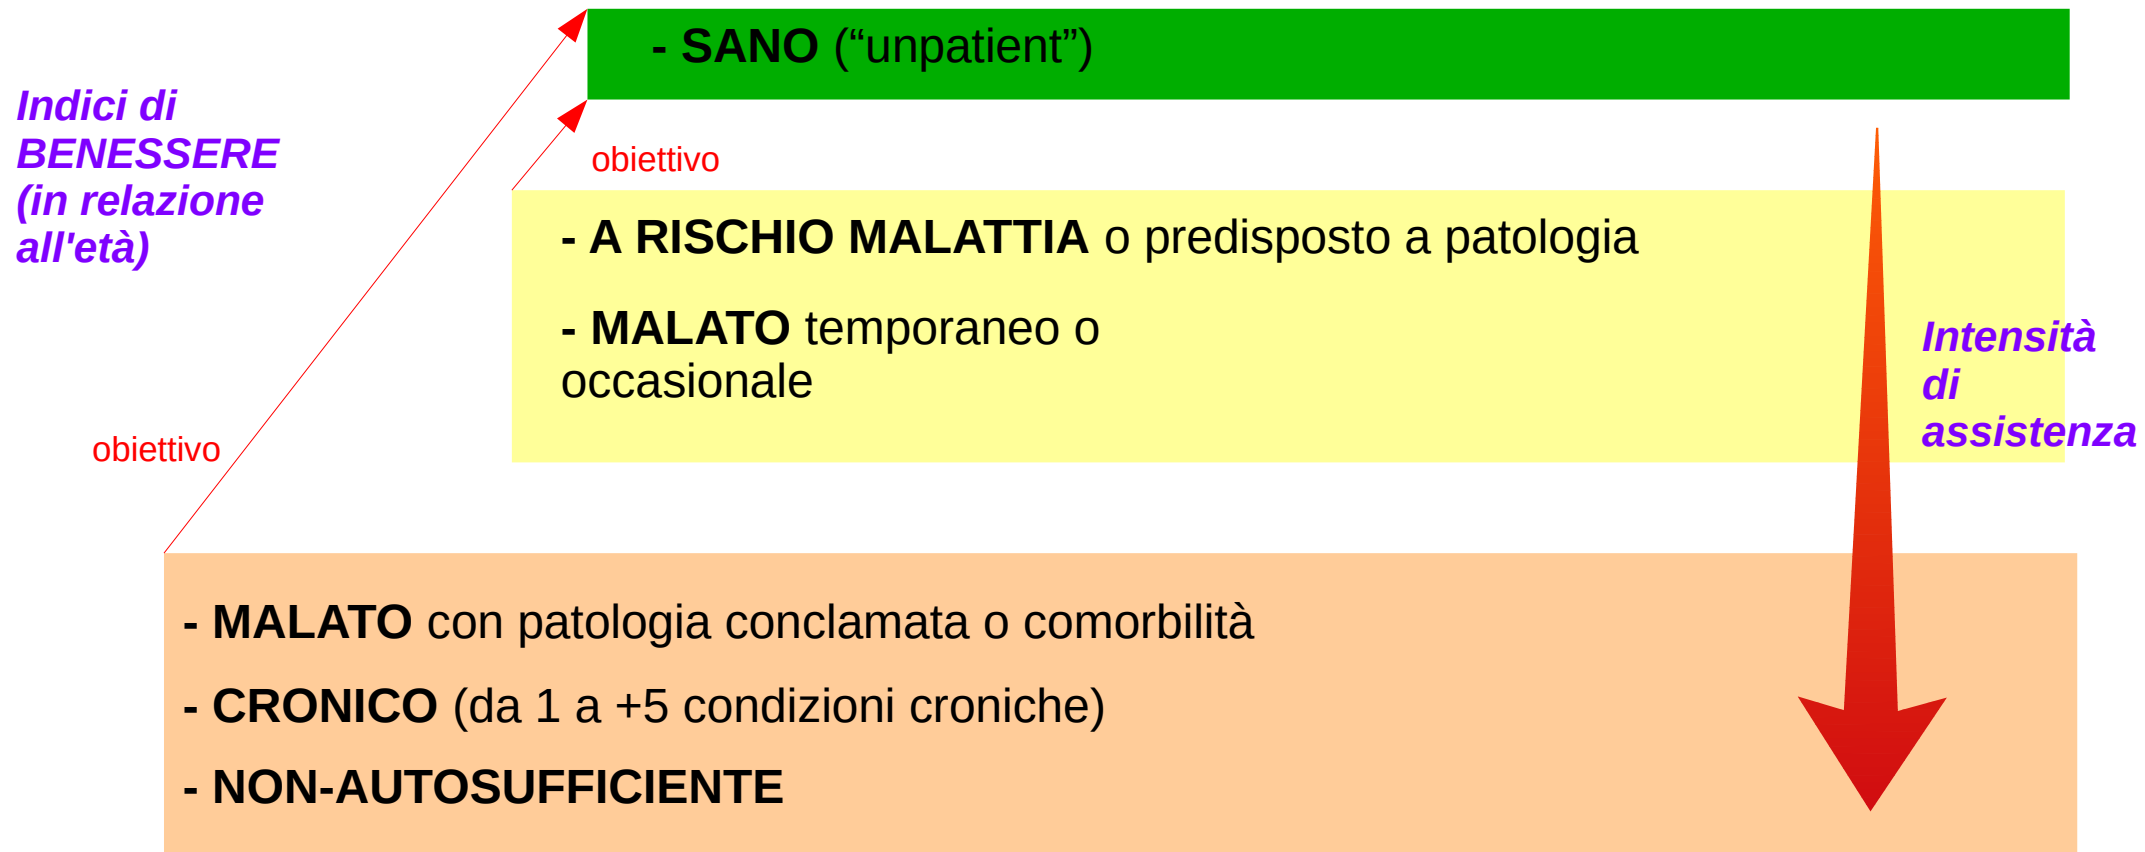 - SANO (“unpatient”)
Indici di
BENESSERE
(in relazione
all'età)
obiettivo
- A RISCHIO MALATTIA o predisposto a patologia
- MALATO temporaneo o
occasionale
Intensità
di
assistenza
obiettivo
- MALATO con patologia conclamata o comorbilità
- CRONICO (da 1 a +5 condizioni croniche)
- NON-AUTOSUFFICIENTE